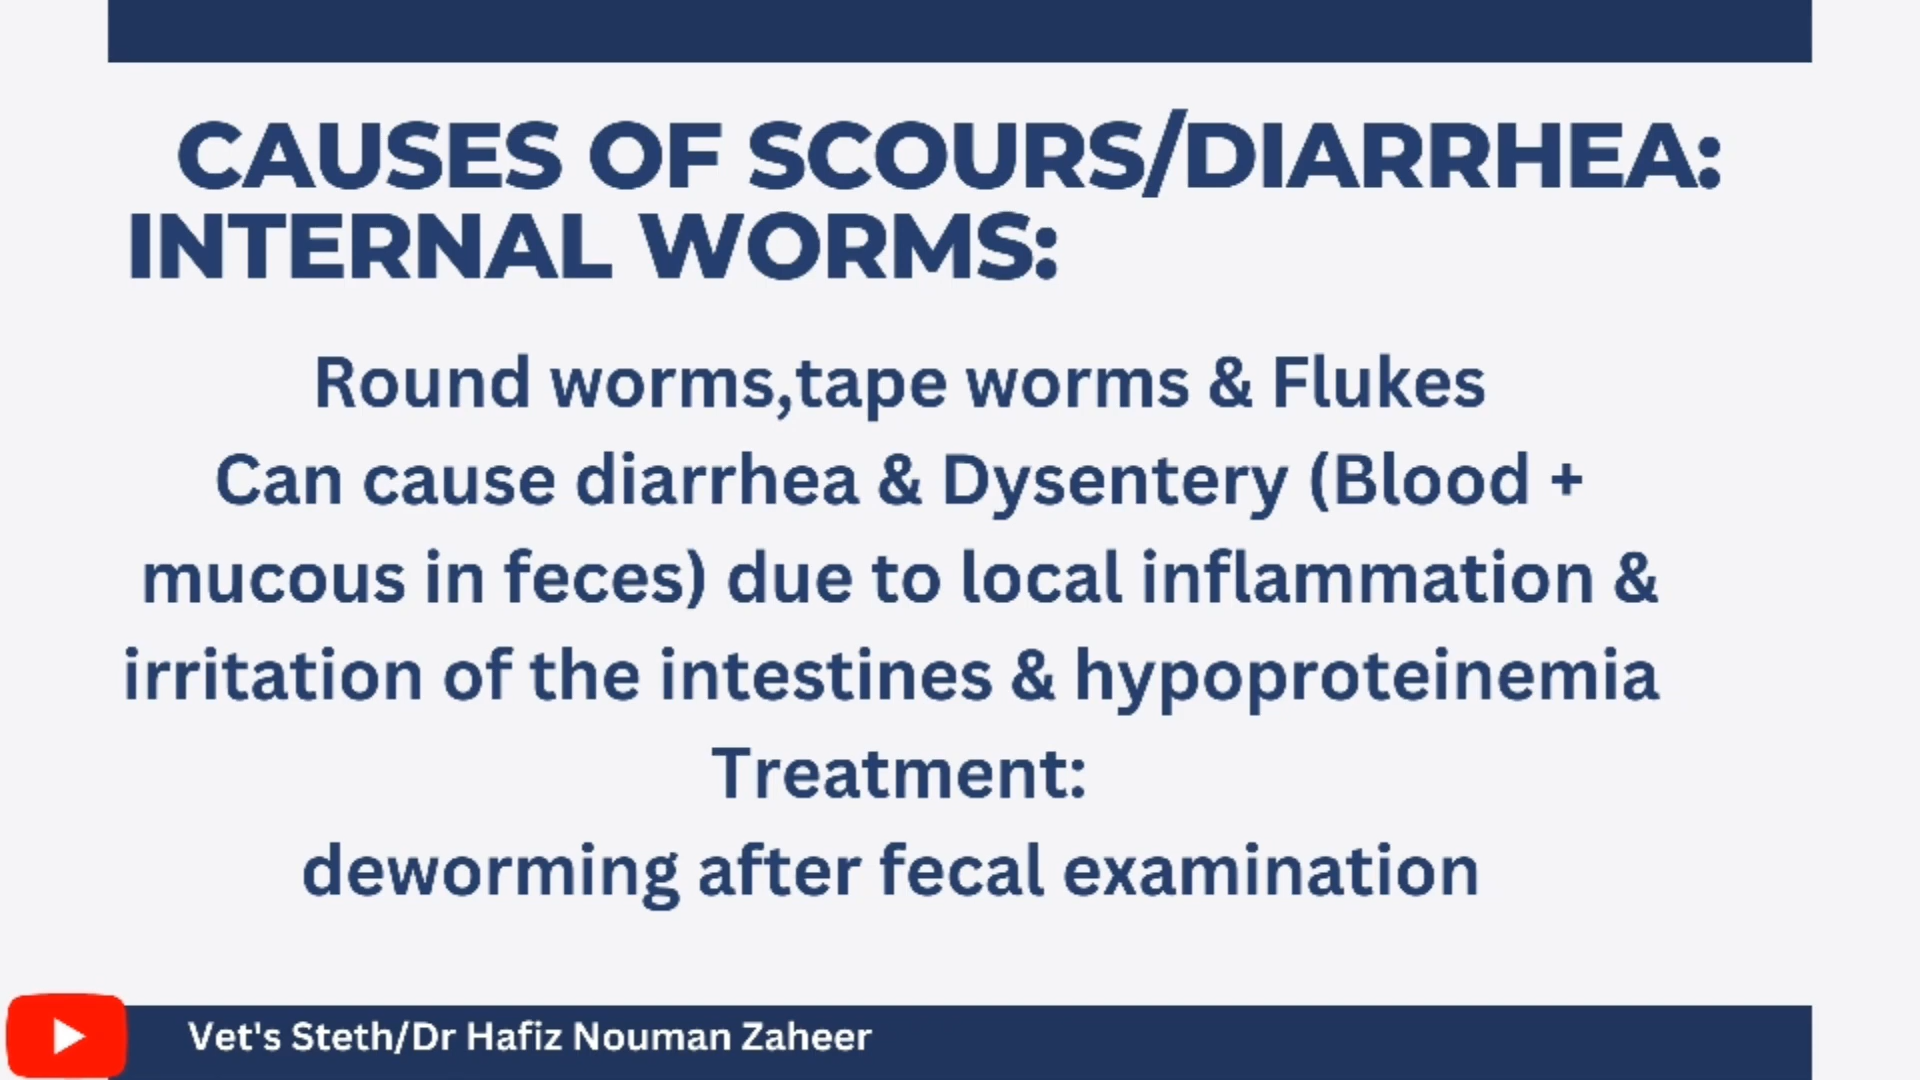 CAUSES OF SCOURS/DIARRHEA:
INTERNAL WORMS:
Round worms,tape worms & Flukes
Can cause diarrhea & Dysentery (Blood +
mucous in feces) due to local inflammation &
irritation of the intestines & hypoproteinemia
Treatment:
deworming after fecal examination
Vet's Steth/Dr Hafiz Nouman Zaheer